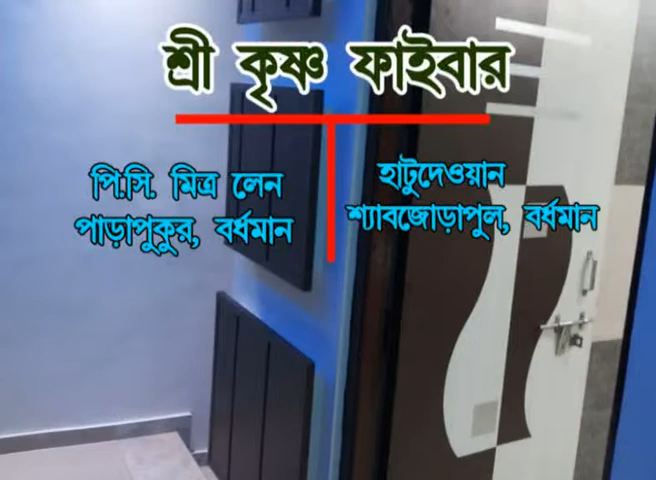 শ্রী কৃষ্ণ ফাইবার
পি.সি. মিত্র লেন
পাড়াপুকুর, বর্ধমান
হাটুদেওয়ান
শ্যাবজোড়াপুল, বর্ধমান